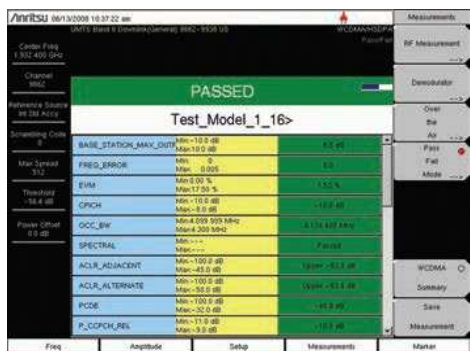 Anritsu 06/13/2008 10:37:22 am
Measurements
UMTS Band II Downlink(General) 9662 - 9938 UL
WCDMA/HSDPA
Pass/Fail
Center Freq
1.932 400 GHz
Channel
9662
Reference Source
Int Std Accy
Scrambling Code
0
Max Spread
512
Threshold
Power Offset
0.0 dB
PASSED
Test_Model_1_16>
BASE_STATION_MAX_OUTP
Min:-10.0 dB
Max:10.0 dB
FREQ_ERROR
Min: 0
Max: 0.005
EVM
Min:0.00 %
Max:17.50 %
CPICH
Min:-10.0 dB
OCC_BW
Min:4.099 999 MHz
Max:4.200 MHz
SPECTRAL
Min:---
Max:---
Passed
ACLR_ADJACENT
Min:-100.0 dB
Max:-45.0 dB
ACLR_ALTERNATE
Min:-100.0 dB
Max:-50.0 dB
PCDE
Min:-100.0 dB
Max:-32.0 dB
P_CCPCH_REL
Min:-11.0 dB
Max:-9.0 dB
RF Measurement
-->
Demodulator
-->
Over
the
Air -->
Pass
Fail
Mode -->
WCDMA
Summary
Save
Measurement
Freq
Amplitude
Setup
Measurements
Marker